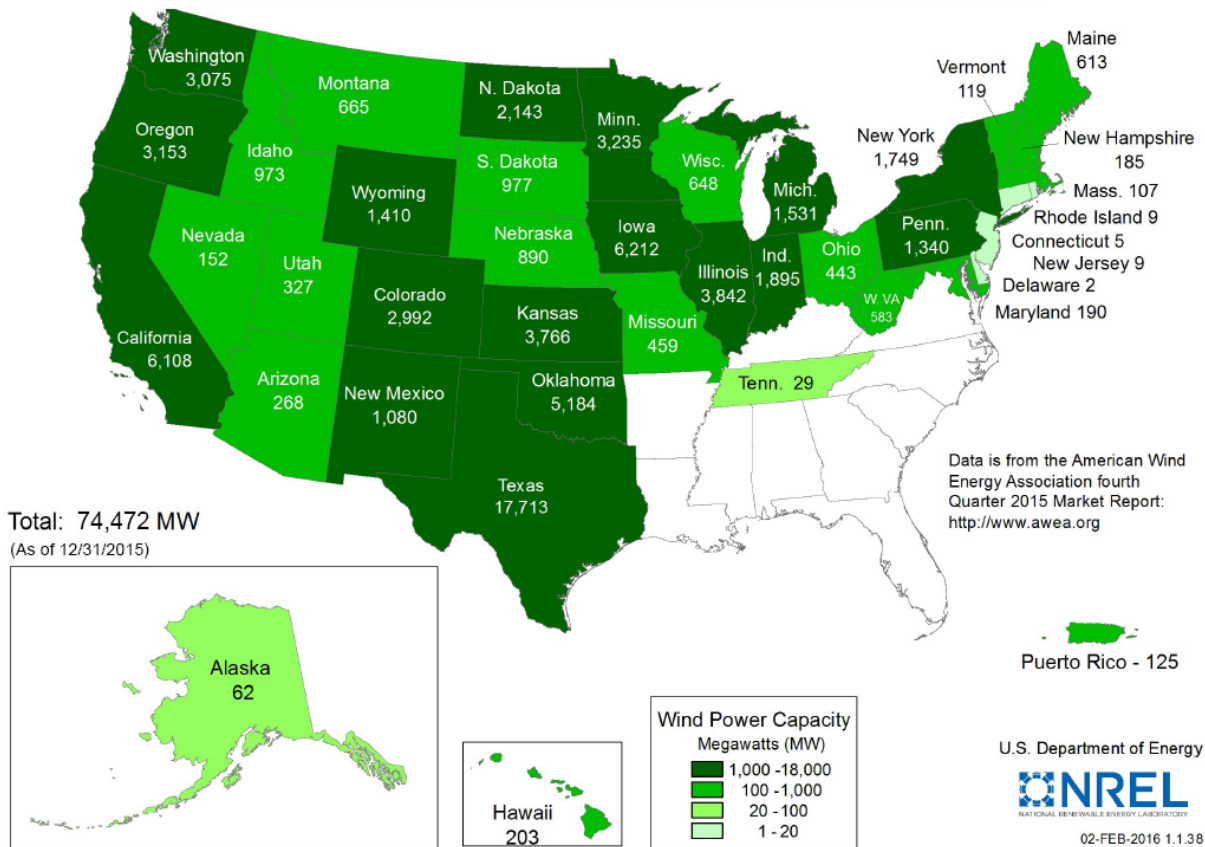 Washington
3,075
Montana
665
N. Dakota
2,143
Minn.
3,235
Maine
613
Vermont
119
Oregon
3,153
Idaho
973
S. Dakota
977
Wisc.
648
New York
1,749
New Hampshire
185
Wyoming
1,410
Mich.
1,531
Mass. 107
Rhode Island 9
Iowa
6,212
Nebraska
890
Penn.
1,340
Connecticut 5
New Jersey 9
Delaware 2
Maryland 190
Nevada
152
Utah
327
Illinois
3,842
Ind.
1,895
Ohio
443
W. VA
583
Colorado
2,992
Kansas
3,766
Missouri
459
California
6,108
Arizona
268
New Mexico
1,080
Oklahoma
5,184
Tenn. 29
Texas
17,713
Data is from the American Wind
Energy Association fourth
Quarter 2015 Market Report:
http://www.awea.org
Total: 74,472 MW
(As of 12/31/2015)
Alaska
62
Hawaii
203
Puerto Rico - 125
Wind Power Capacity
Megawatts (MW)
1,000 -18,000
100 -1,000
20 - 100
1 - 20
U.S. Department of Energy
NREL
NATIONAL RENEWABLE ENERGY LABORATORY
02-FEB-2016 1.1.38